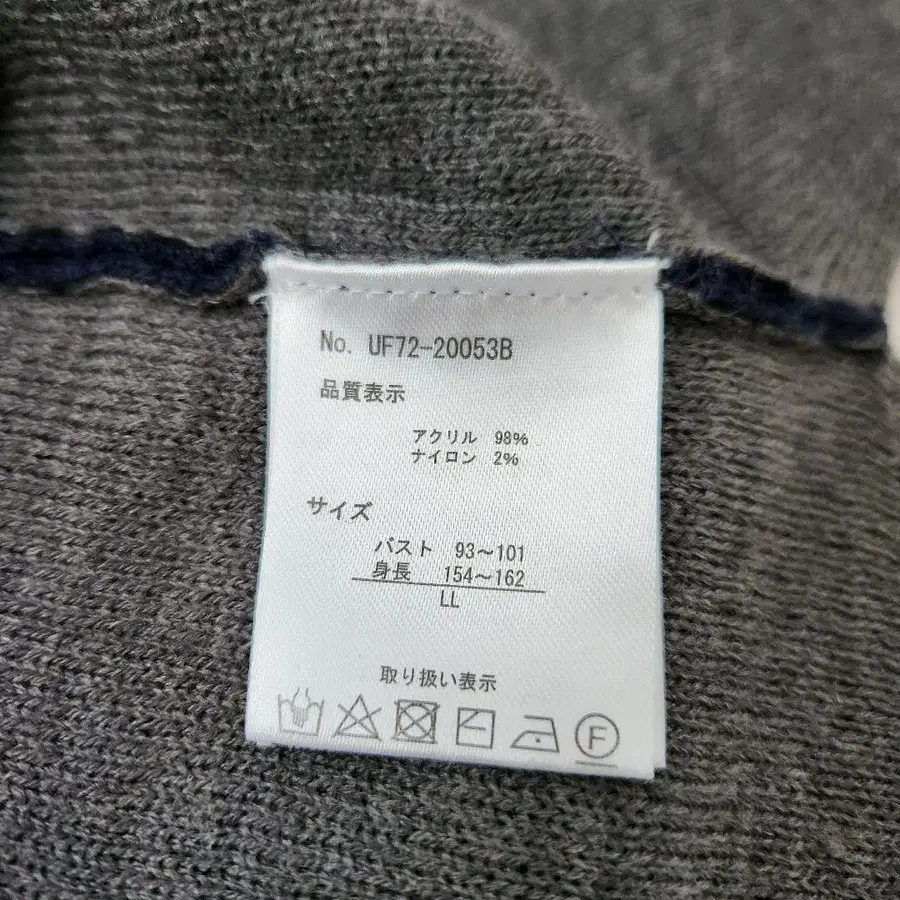 No. UF72-20053B
品質表示
アクリル 98%
ナイロン 2%
サイズ
バスト 93〜101
身長 154〜162
LL
取り扱い表示
F